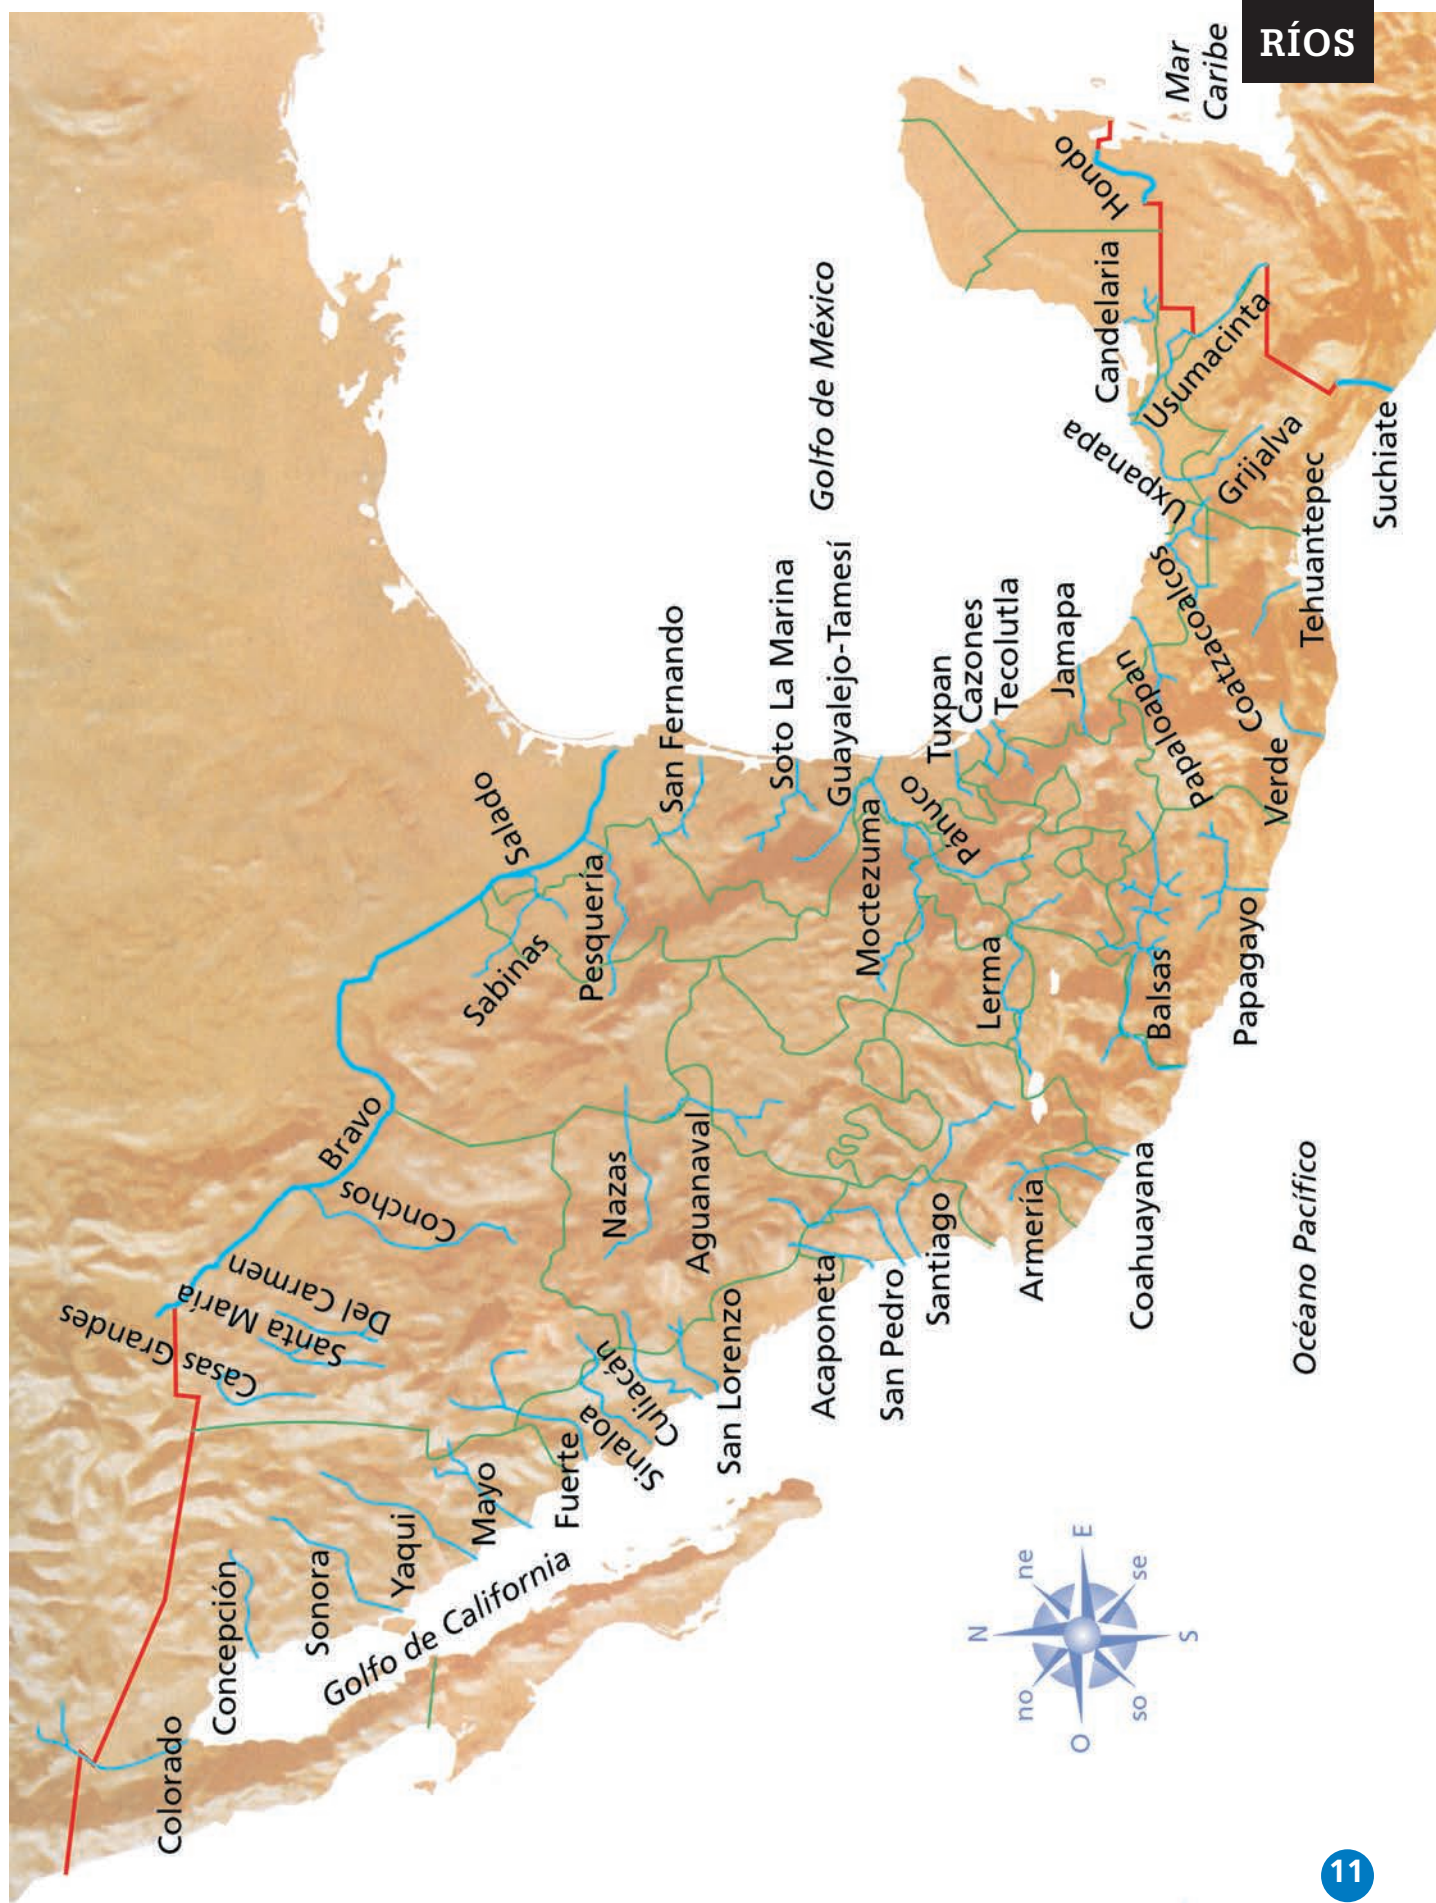 RÍOS
Mar
Caribe
Golfo de México
Golfo de California
Océano Pacífico
Colorado
Concepción
Sonora
Yaqui
Mayo
Fuerte
Sinaloa
Culiacán
San Lorenzo
Acaponeta
San Pedro
Santiago
Armería
Coahuayana
Casas Grandes
Santa María
Del Carmen
Bravo
Conchos
Nazas
Aguanaval
Salado
Sabinas
Pesquería
San Fernando
Soto La Marina
Guayalejo-Tamesí
Moctezuma
Pánuco
Tuxpan
Cazones
Tecolutla
Jamapa
Lerma
Balsas
Papagayo
Verde
Papaloapan
Coatzacoalcos
Tehuantepec
Uxpanapa
Grijalva
Usumacinta
Candelaria
Hondo
Suchiate
N
ne
E
se
S
so
O
no
11